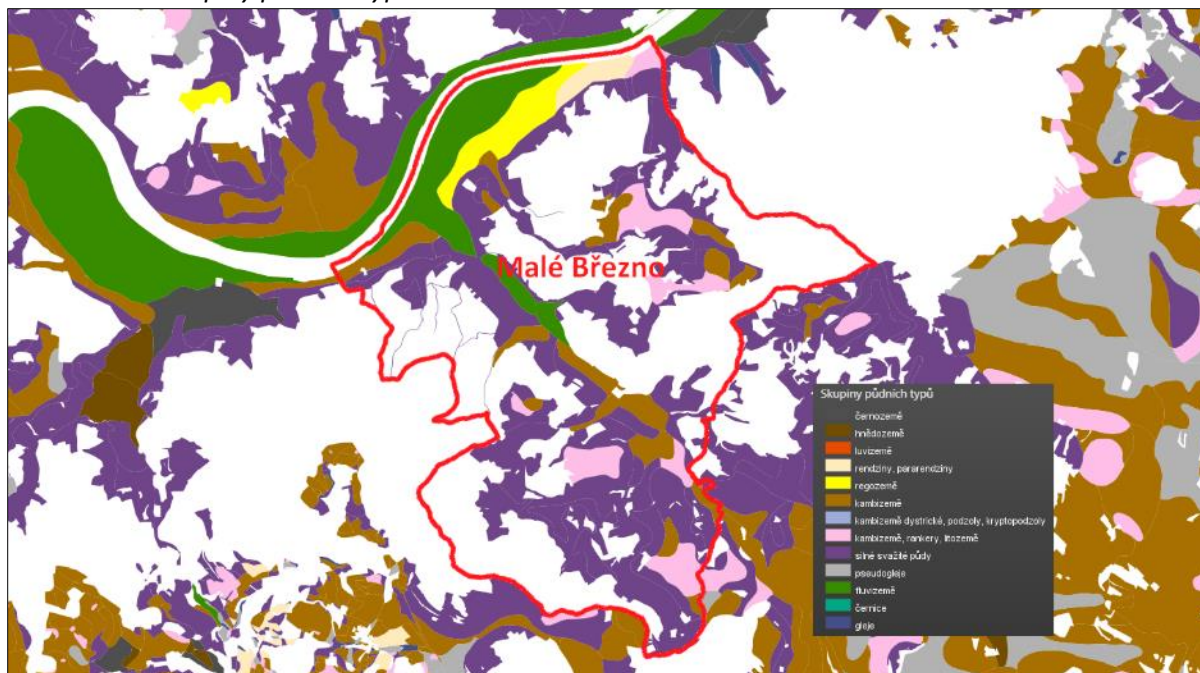 Malé Březno
Skupiny půdních typů
černozemě
hnědozemě
luvizemě
rendziny, pararendziny
regozemě
kambizemě
kambizemě dystrické, podzoly, kryptopodzoly
kambizemě, rankery, litozemě
silně svažité půdy
pseudogleje
fluvizemě
černice
gleje